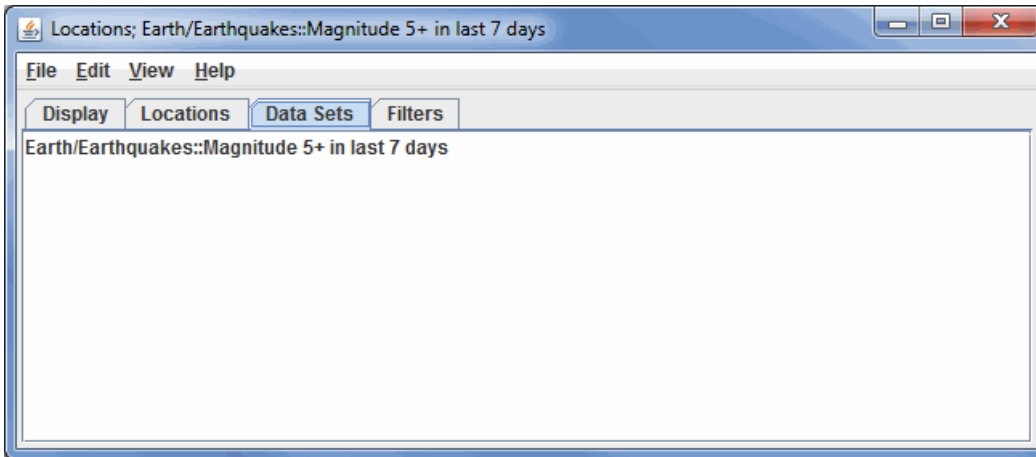 Locations; Earth/Earthquakes::Magnitude 5+ in last 7 days
File Edit View Help
Display Locations Data Sets Filters
Earth/Earthquakes::Magnitude 5+ in last 7 days